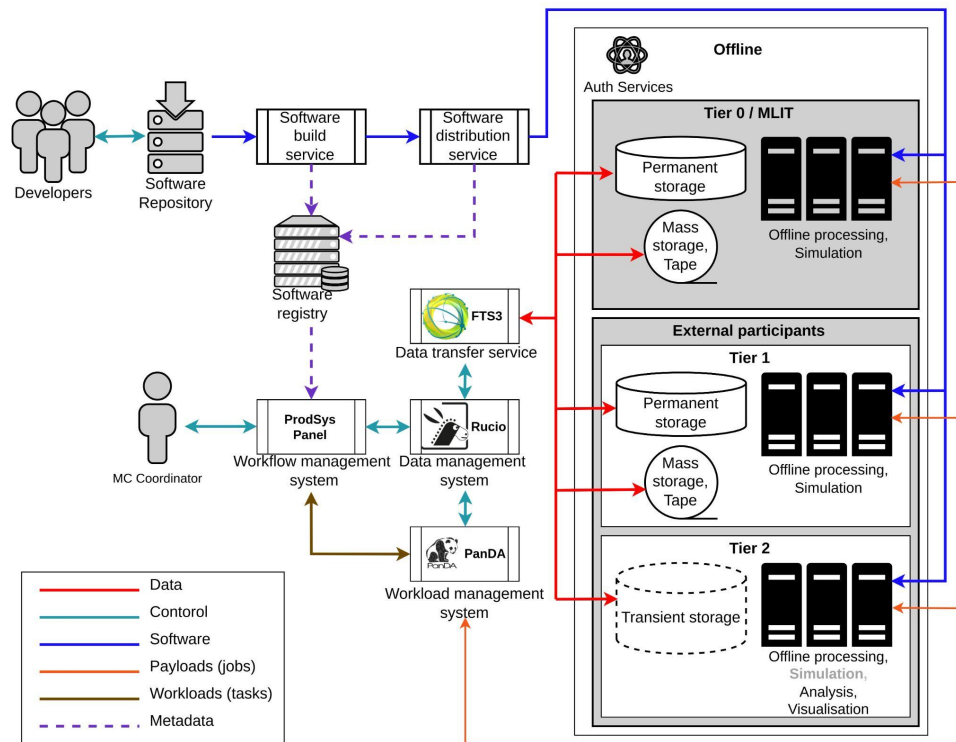 Offline
Auth Services
Developers
Software
Repository
Software
build
service
Software
distribution
service
Software
registry
FTS3
Data transfer service
MC Coordinator
ProdSys
Panel
Workflow management
system
Rucio
Data management
system
PanDA
PanDA
Workload management
system
Tier 0 / MLIT
Permanent
storage
Mass
storage,
Tape
Offline processing,
Simulation
External participants
Tier 1
Permanent
storage
Mass
storage,
Tape
Offline processing,
Simulation
Tier 2
Transient storage
Offline processing,
Simulation,
Analysis,
Visualisation
Data
Contorol
Software
Payloads (jobs)
Workloads (tasks)
Metadata